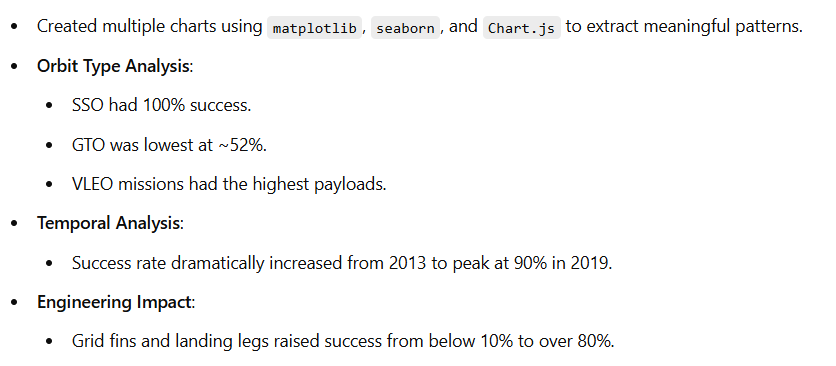 Created multiple charts using matplotlib, seaborn, and Chart.js to extract meaningful patterns.
Orbit Type Analysis:
SSO had 100% success.
GTO was lowest at ~52%.
VLEO missions had the highest payloads.
Temporal Analysis:
Success rate dramatically increased from 2013 to peak at 90% in 2019.
Engineering Impact:
Grid fins and landing legs raised success from below 10% to over 80%.